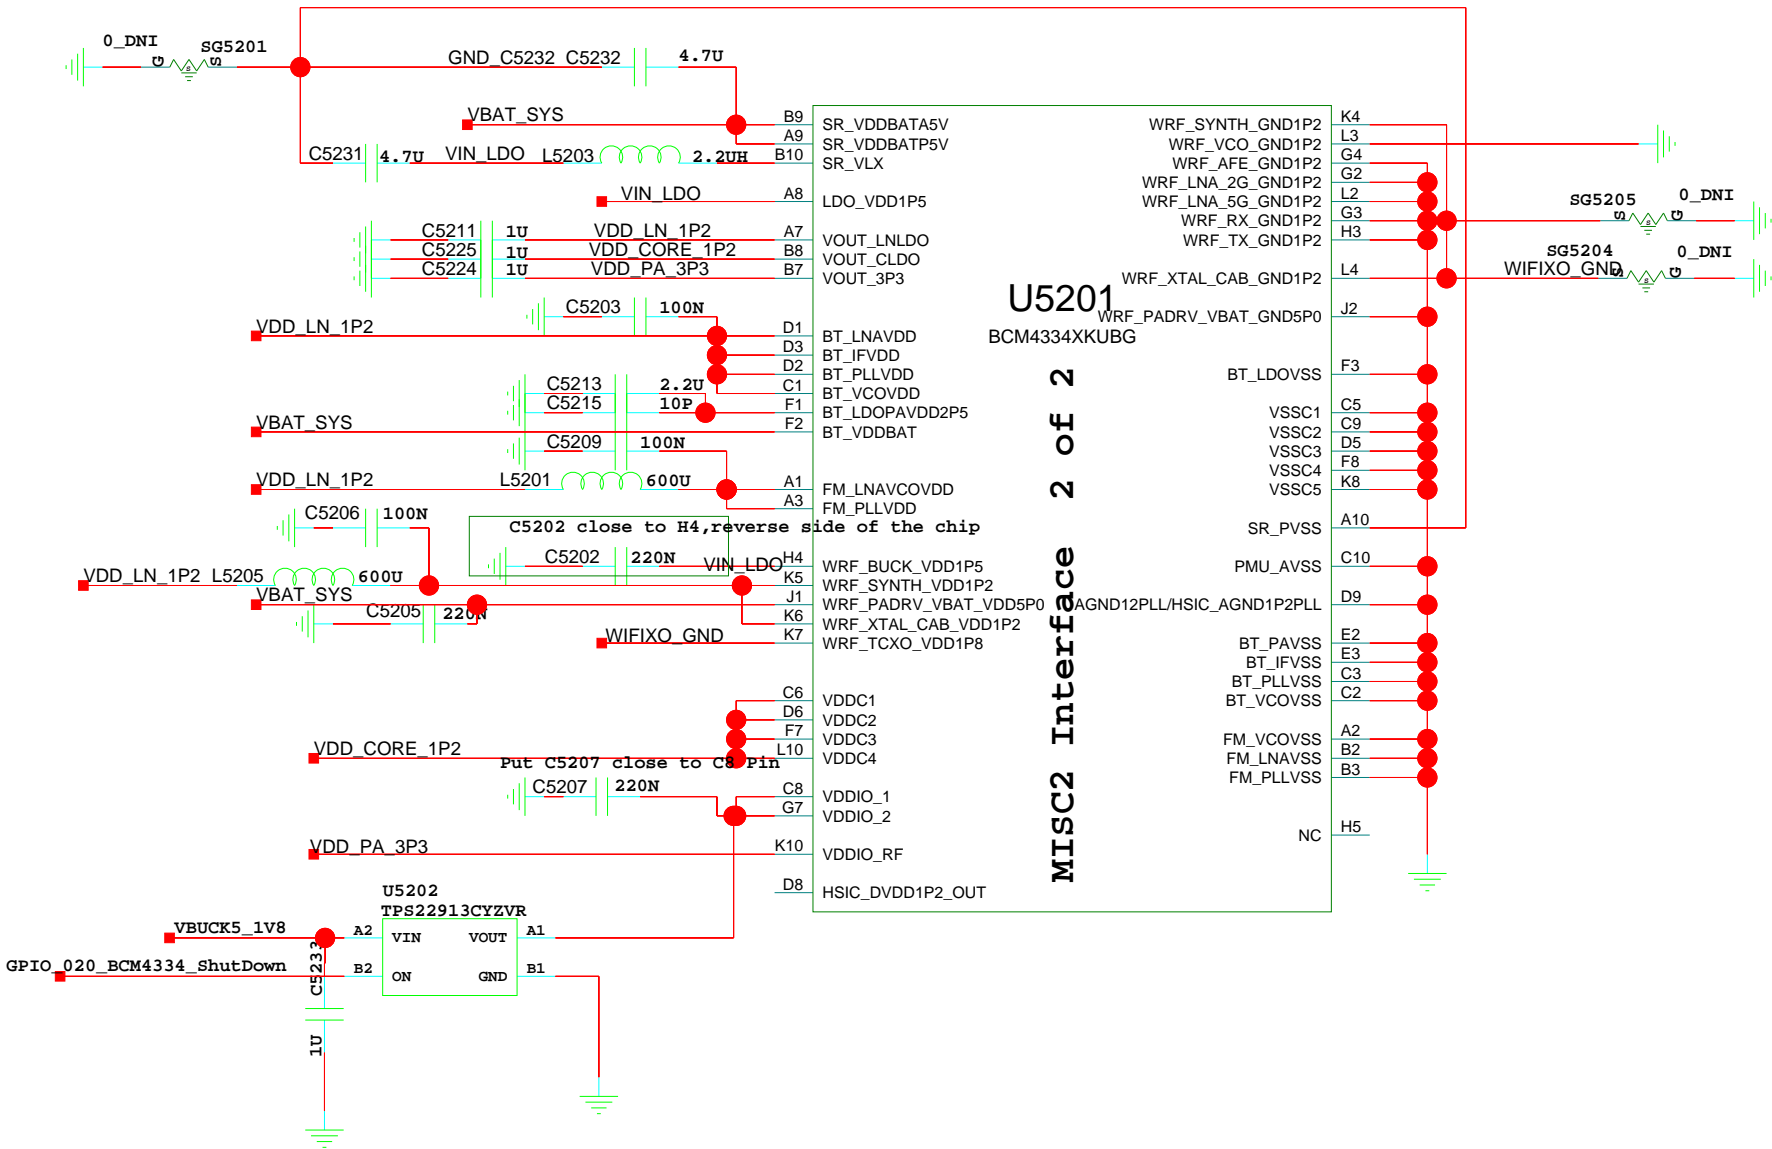 0_DNI
G
S
SG5201
GND_C5232 C5232 4.7U
VBAT_SYS
C5231 4.7U VIN_LDO L5203 2.2UH
VIN_LDO
C5211 1U VDD_LN_1P2
C5225 1U VDD_CORE_1P2
C5224 1U VDD_PA_3P3
C5203 100N
VDD_LN_1P2
C5213 2.2U
C5215 10P
VBAT_SYS
C5209 100N
VDD_LN_1P2 L5201 600U
C5206 100N
C5202 close to H4,reverse side of the chip
C5202 220N VIN_LDO
VDD_LN_1P2 L5205 600U
VBAT_SYS
C5205 220N
WIFIXO_GND
VDD_CORE_1P2
Put C5207 close to C8 Pin
C5207 220N
VDD_PA_3P3
B9 SR_VDDBATA5V
A9 SR_VDDBATP5V
B10 SR_VLX
A8 LDO_VDD1P5
A7 VOUT_LNLDO
B8 VOUT_CLDO
B7 VOUT_3P3
D1 BT_LNAVDD
D3 BT_IFVDD
D2 BT_PLLVDD
C1 BT_VCOVDD
F1 BT_LDOPAVDD2P5
F2 BT_VDDBAT
A1 FM_LNAVCOVDD
A3 FM_PLLVDD
H4 WRF_BUCK_VDD1P5
K5 WRF_SYNTH_VDD1P2
J1 WRF_PADRV_VBAT_VDD5P0
K6 WRF_XTAL_CAB_VDD1P2
K7 WRF_TCXO_VDD1P8
C6 VDDC1
D6 VDDC2
F7 VDDC3
L10 VDDC4
C8 VDDIO_1
G7 VDDIO_2
K10 VDDIO_RF
D8 HSIC_DVDD1P2_OUT
U5201
BCM4334XKUBG
MISC2 Interface 2 of 2
WRF_SYNTH_GND1P2 K4
WRF_VCO_GND1P2 L3
WRF_AFE_GND1P2 G4
WRF_LNA_2G_GND1P2 G2
WRF_LNA_5G_GND1P2 L2
WRF_RX_GND1P2 G3
WRF_TX_GND1P2 H3
WRF_XTAL_CAB_GND1P2 L4
WRF_PADRV_VBAT_GND5P0 J2
BT_LDOVSS F3
VSSC1 C5
VSSC2 C9
VSSC3 D5
VSSC4 F8
VSSC5 K8
SR_PVSS A10
PMU_AVSS C10
AGND12PLL/HSIC_AGND1P2PLL D9
BT_PAVSS E2
BT_IFVSS E3
BT_PLLVSS C3
BT_VCOVSS C2
FM_VCOVSS A2
FM_LNAVSS B2
FM_PLLVSS B3
NC H5
SG5205 0_DNI
S
G
SG5204 0_DNI
WIFIXO_GND
S
G
U5202
TPS22913CYZVR
VBUCK5_1V8
A2 VIN VOUT A1
GPIO_020_BCM4334_ShutDown
B2 ON GND B1
C5233
1U